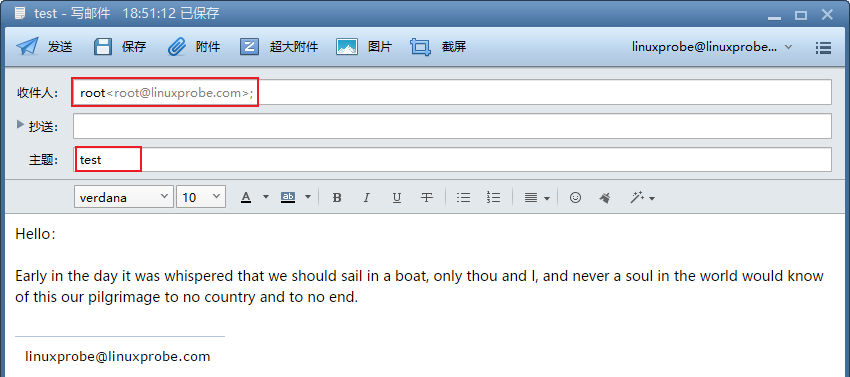 test - 写邮件 18:51:12 已保存
发送 保存 附件 超大附件 图片 截屏 linuxprobe@linuxprobe...
收件人: root<root@linuxprobe.com>;
抄送:
主题: test
verdana 10 A ab B I U T
Hello：
Early in the day it was whispered that we should sail in a boat, only thou and I, and never a soul in the world would know
of this our pilgrimage to no country and to no end.
linuxprobe@linuxprobe.com